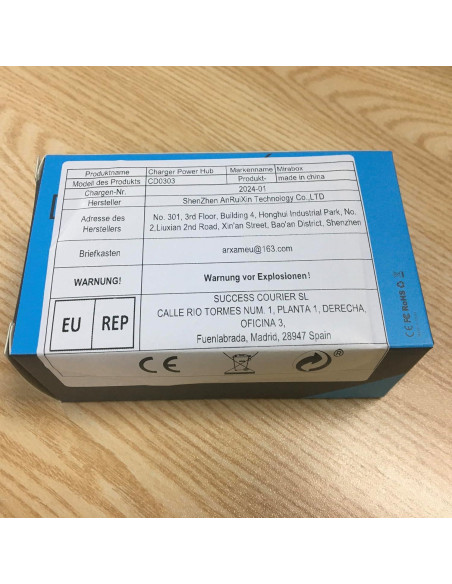 Produktname Charger Power Hub Markenname Mirabox
Modell des Produkts CD0303 Produkt- made in china
Chargen-Nr. 2024-01
Hersteller ShenZhen AnRuiXin Technology Co.,LTD
Adresse des Herstellers No. 301, 3rd Floor, Building 4, Honghui Industrial Park, No.
2,Liuxian 2nd Road, Xin'an Street, Bao'an District, Shenzhen
Briefkasten arxameu@163.com
WARNUNG! Warnung vor Explosionen!
EU REP
SUCCESS COURIER SL
CALLE RIO TORMES NUM. 1, PLANTA 1, DERECHA,
OFICINA 3,
Fuenlabrada, Madrid, 28947 Spain
CE
CE FC RoHS